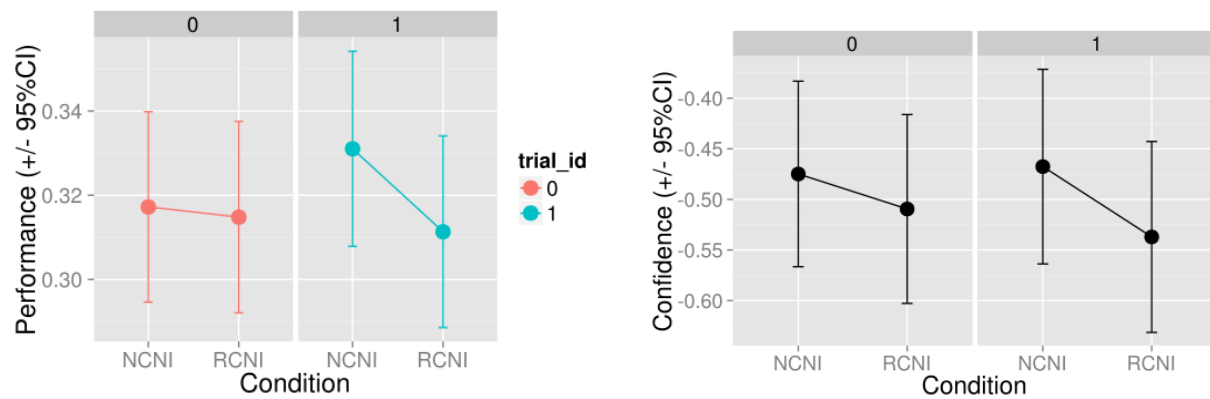 0 1
Performance (+/- 95%CI)
0.34
0.32
0.30
NCNI RCNI NCNI RCNI
Condition
trial_id
0
1
0 1
Confidence (+/- 95%CI)
-0.40
-0.45
-0.50
-0.55
-0.60
NCNI RCNI NCNI RCNI
Condition